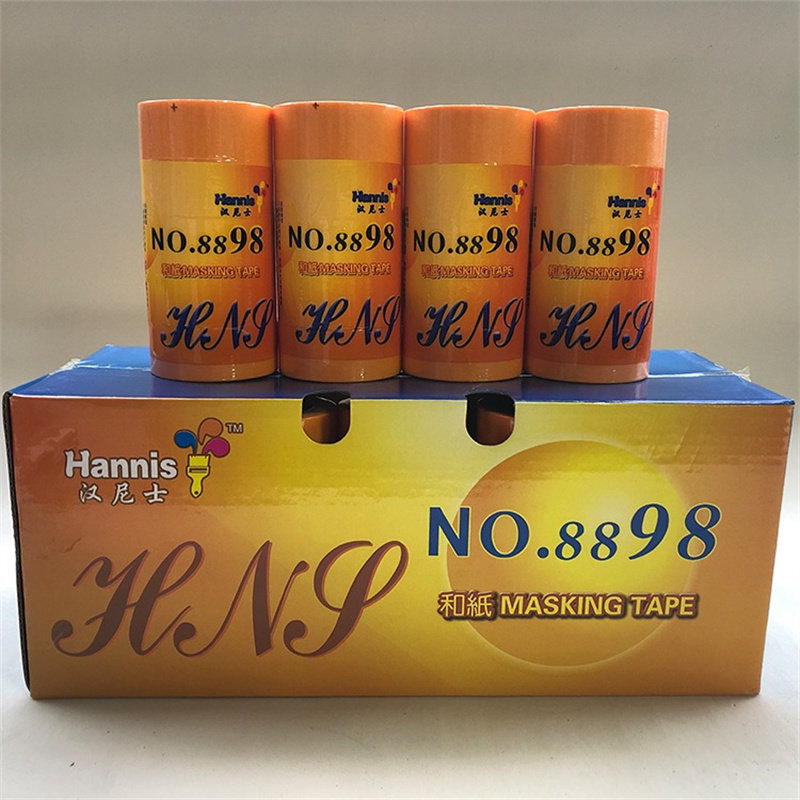 Hannis
汉尼士
NO.8898
和紙 MASKING TAPE
HNS
Hannis
汉尼士
NO.8898
和紙 MASKING TAPE
HNS
Hannis
汉尼士
NO.8898
和紙 MASKING TAPE
HNS
Hannis
汉尼士
NO.8898
和紙 MASKING TAPE
HNS
Hannis TM
汉尼士
HNS
NO.8898
和紙 MASKING TAPE